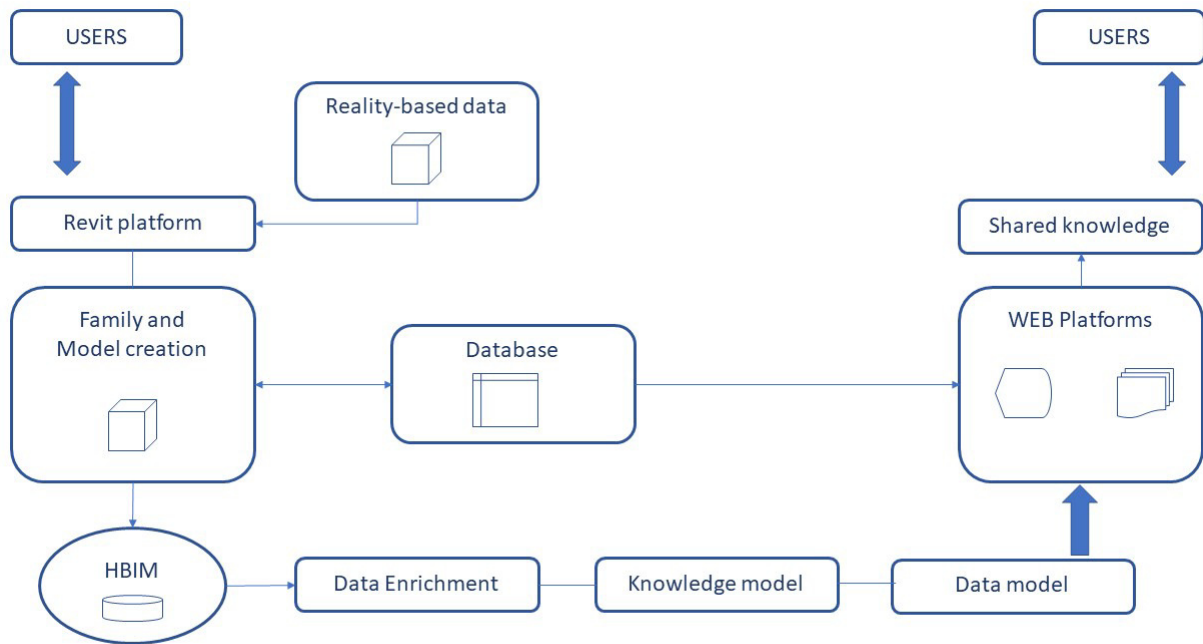 USERS
USERS
Reality-based data
Revit platform
Shared knowledge
Family and
Model creation
Database
WEB Platforms
HBIM
Data Enrichment
Knowledge model
Data model